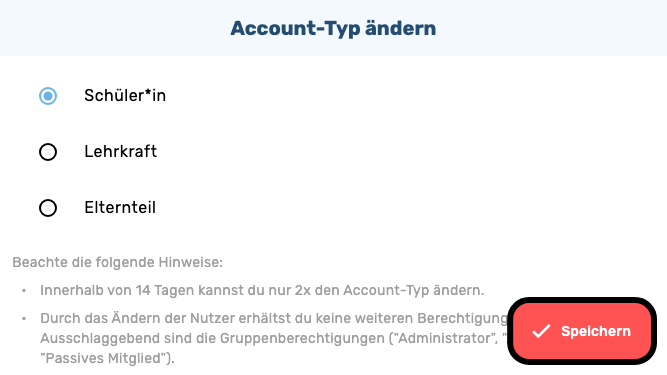 Account-Typ ändern
Schüler*in
Lehrkraft
Elternteil
Beachte die folgende Hinweise:
• Innerhalb von 14 Tagen kannst du nur 2x den Account-Typ ändern.
• Durch das Ändern der Nutzer erhältst du keine weiteren Berechtigung
Ausschlaggebend sind die Gruppenberechtigungen ("Administrator", "
"Passives Mitglied").
Speichern